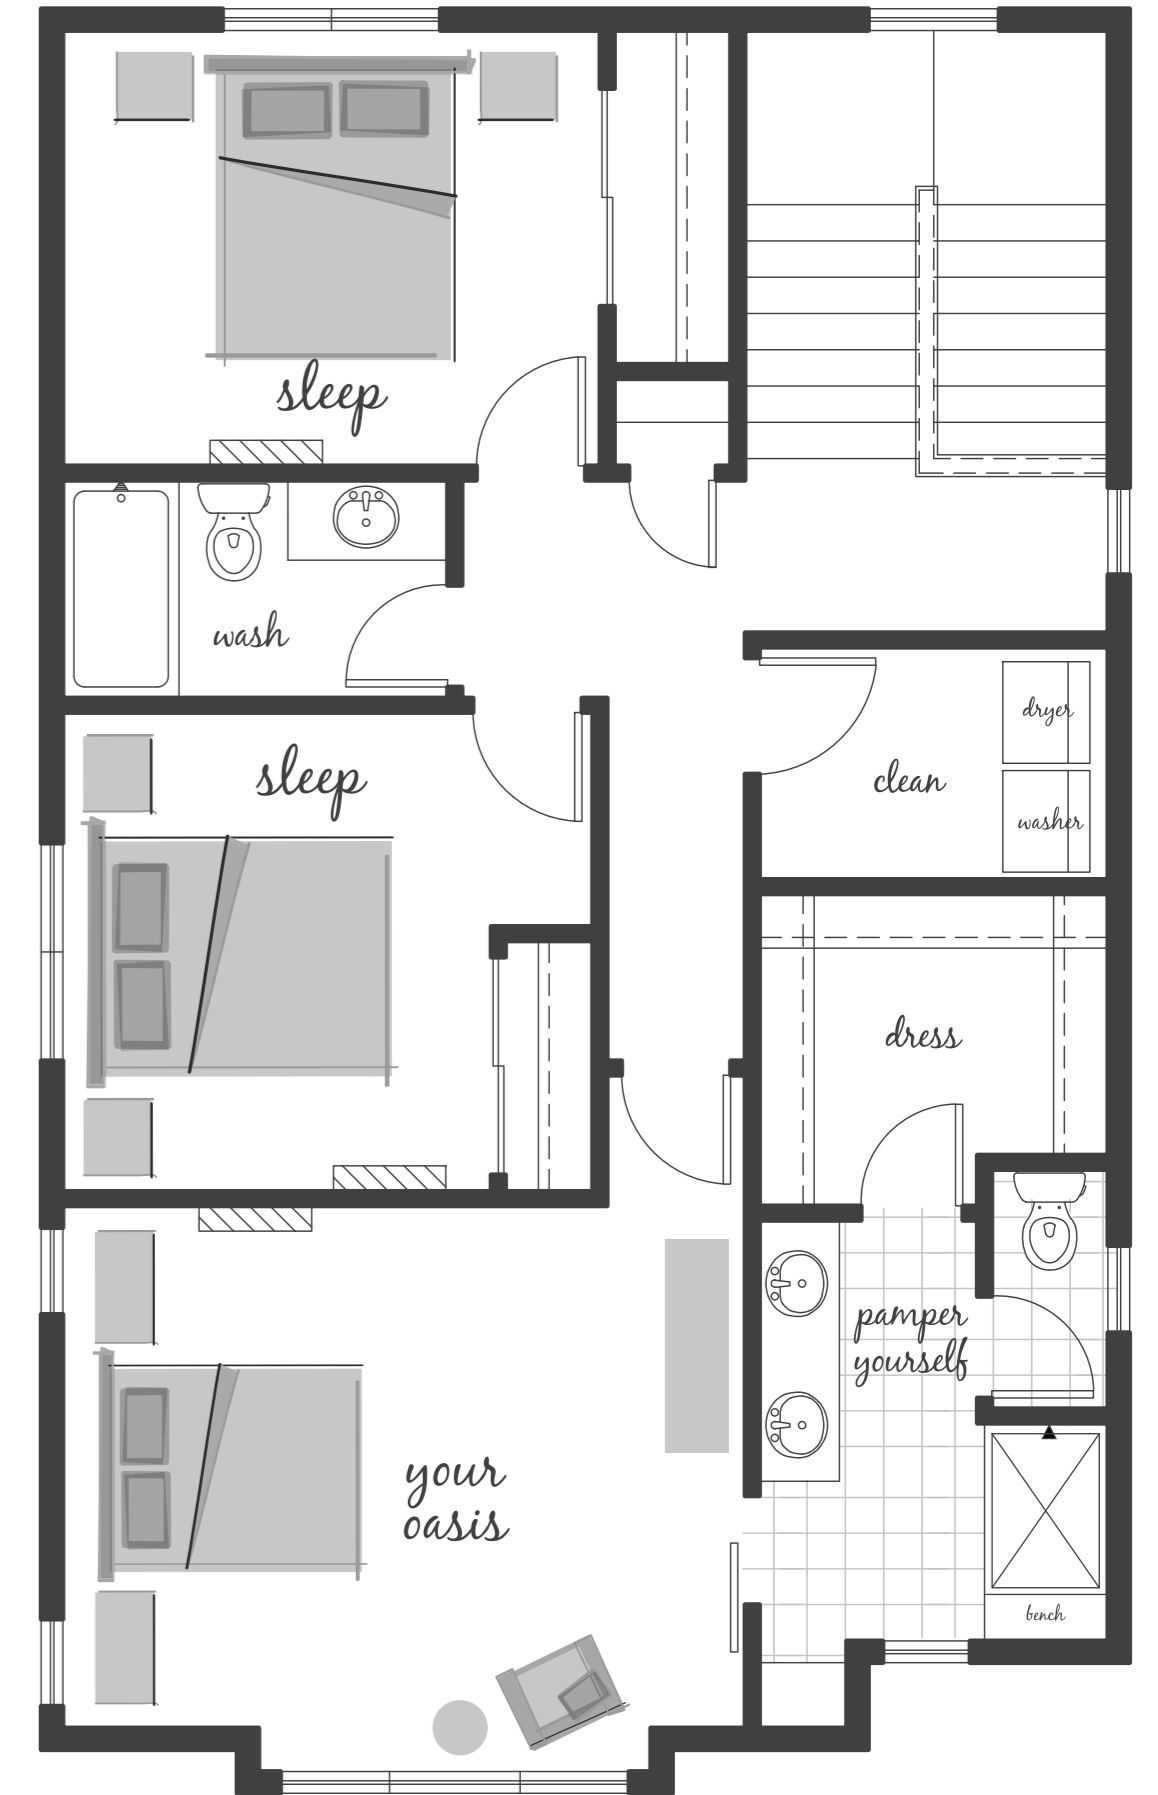 sleep
wash
sleep
dryer
clean
washer
dress
pamper
yourself
your
oasis
bench